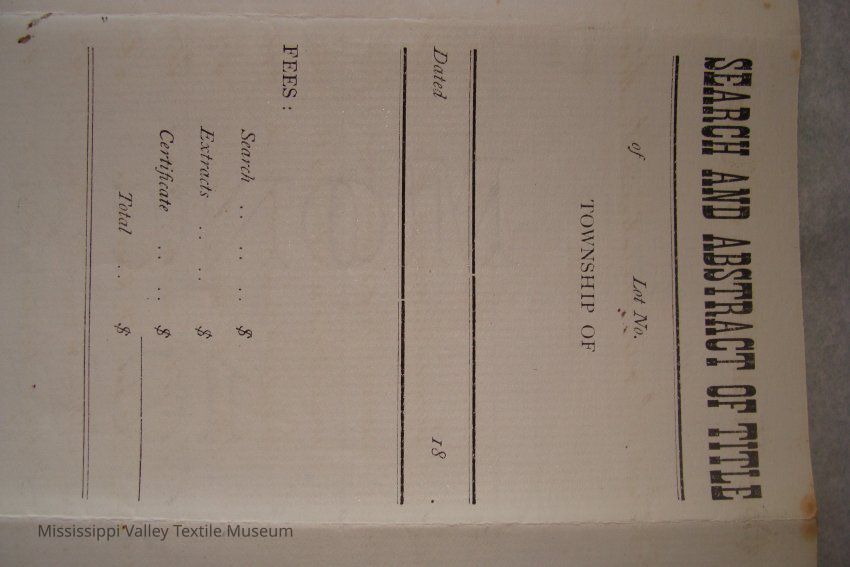 SEARCH AND ABSTRACT OF TITLE
of Lot No.
TOWNSHIP OF
Dated 18 .
FEES :
Search .. .. .. $
Extracts .. .. $
Certificate .. .. $
Total .. $
Mississippi Valley Textile Museum